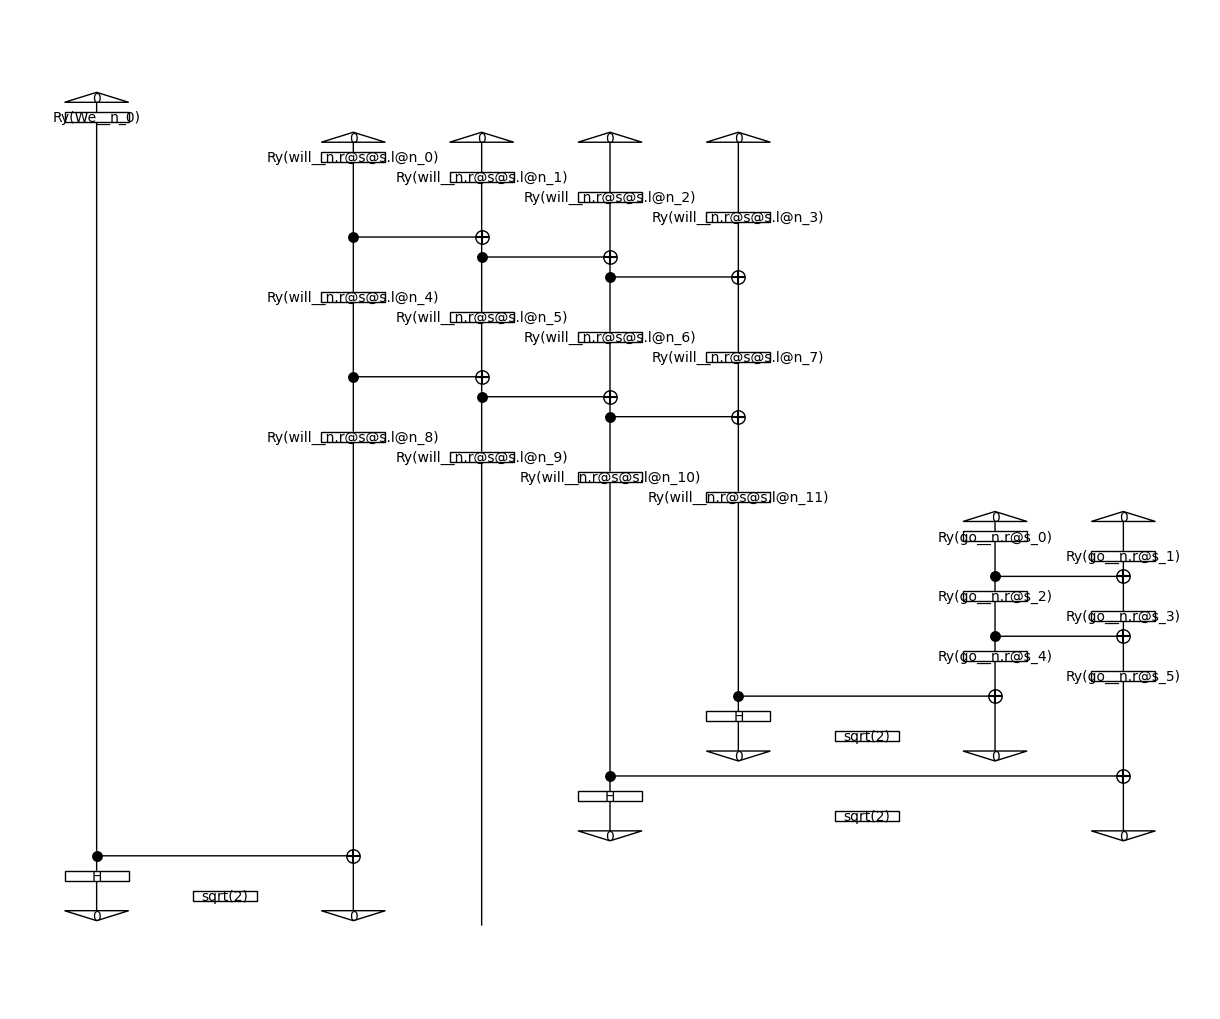 0
Ry(We__n_0)
0 0 0 0
Ry(will__n.r@s@s.l@n_0)
Ry(will__n.r@s@s.l@n_1)
Ry(will__n.r@s@s.l@n_2)
Ry(will__n.r@s@s.l@n_3)
Ry(will__n.r@s@s.l@n_4)
Ry(will__n.r@s@s.l@n_5)
Ry(will__n.r@s@s.l@n_6)
Ry(will__n.r@s@s.l@n_7)
Ry(will__n.r@s@s.l@n_8)
Ry(will__n.r@s@s.l@n_9)
Ry(will__n.r@s@s.l@n_10)
Ry(will__n.r@s@s.l@n_11)
0 0
Ry(go__n.r@s_0)
Ry(go__n.r@s_1)
Ry(go__n.r@s_2)
Ry(go__n.r@s_3)
Ry(go__n.r@s_4)
Ry(go__n.r@s_5)
H
sqrt(2)
0 0
H
sqrt(2)
0 0
H
sqrt(2)
0 0